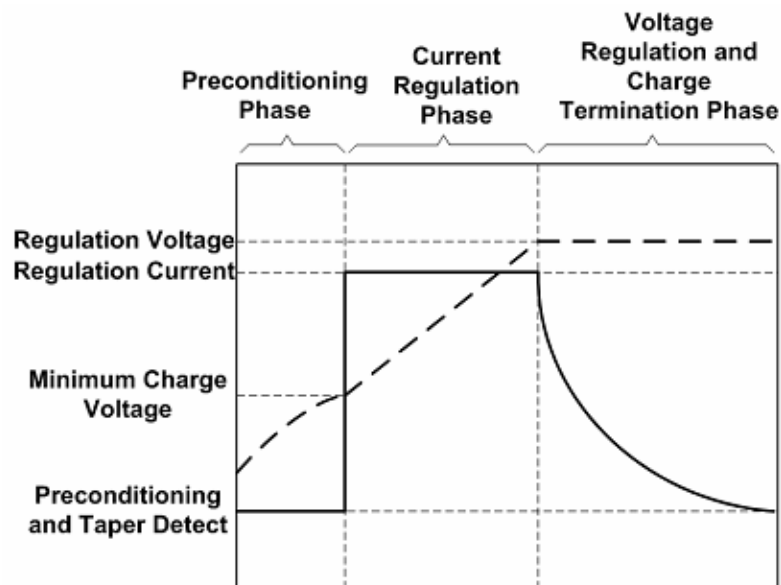 Preconditioning
Phase
Current
Regulation
Phase
Voltage
Regulation and
Charge
Termination Phase
Regulation Voltage
Regulation Current
Minimum Charge
Voltage
Preconditioning
and Taper Detect